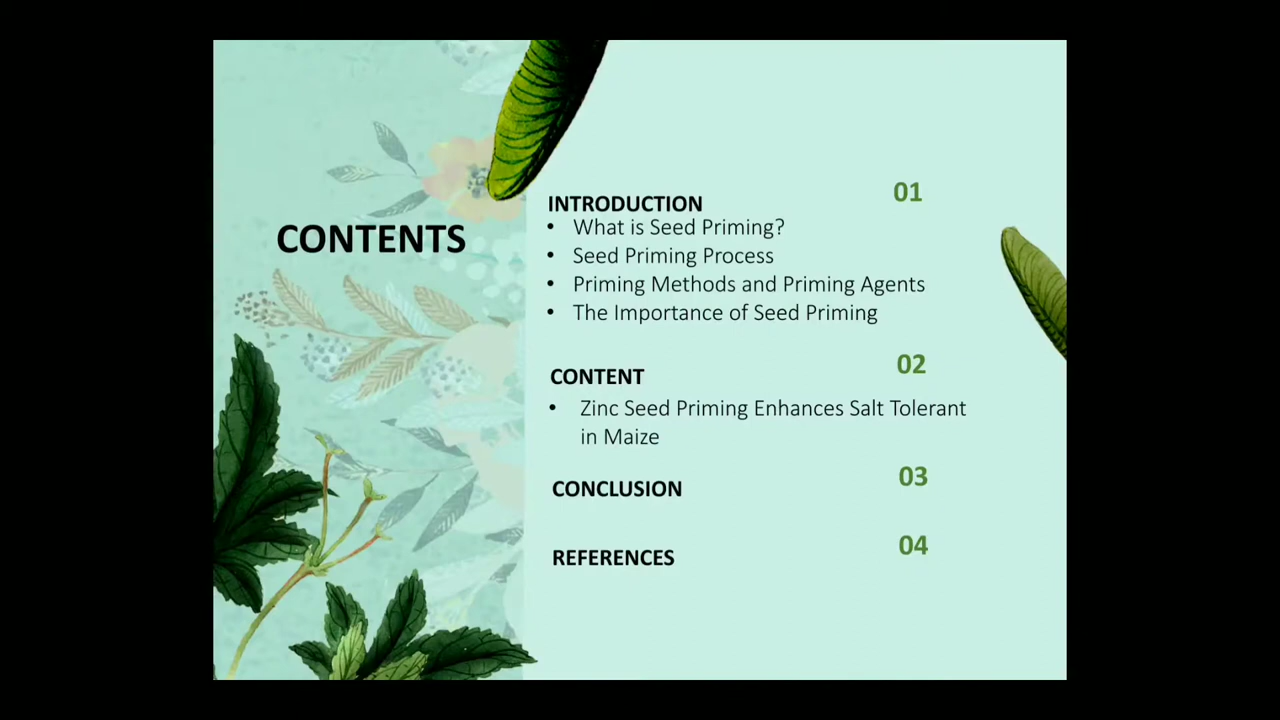 CONTENTS
INTRODUCTION 01
• What is Seed Priming?
• Seed Priming Process
• Priming Methods and Priming Agents
• The Importance of Seed Priming
CONTENT 02
• Zinc Seed Priming Enhances Salt Tolerant
in Maize
CONCLUSION 03
REFERENCES 04